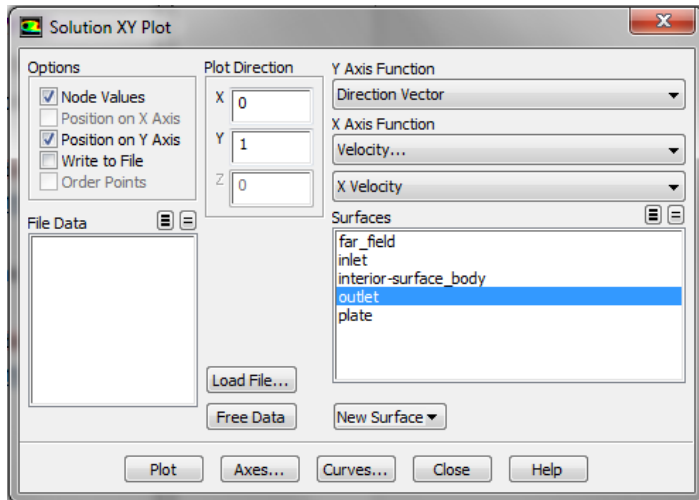 Solution XY Plot
Options
Node Values
Position on X Axis
Position on Y Axis
Write to File
Order Points
Plot Direction
X 0
Y 1
Z 0
Y Axis Function
Direction Vector
X Axis Function
Velocity...
X Velocity
File Data
Surfaces
far_field
inlet
interior-surface_body
outlet
plate
Load File...
Free Data
New Surface
Plot
Axes...
Curves...
Close
Help